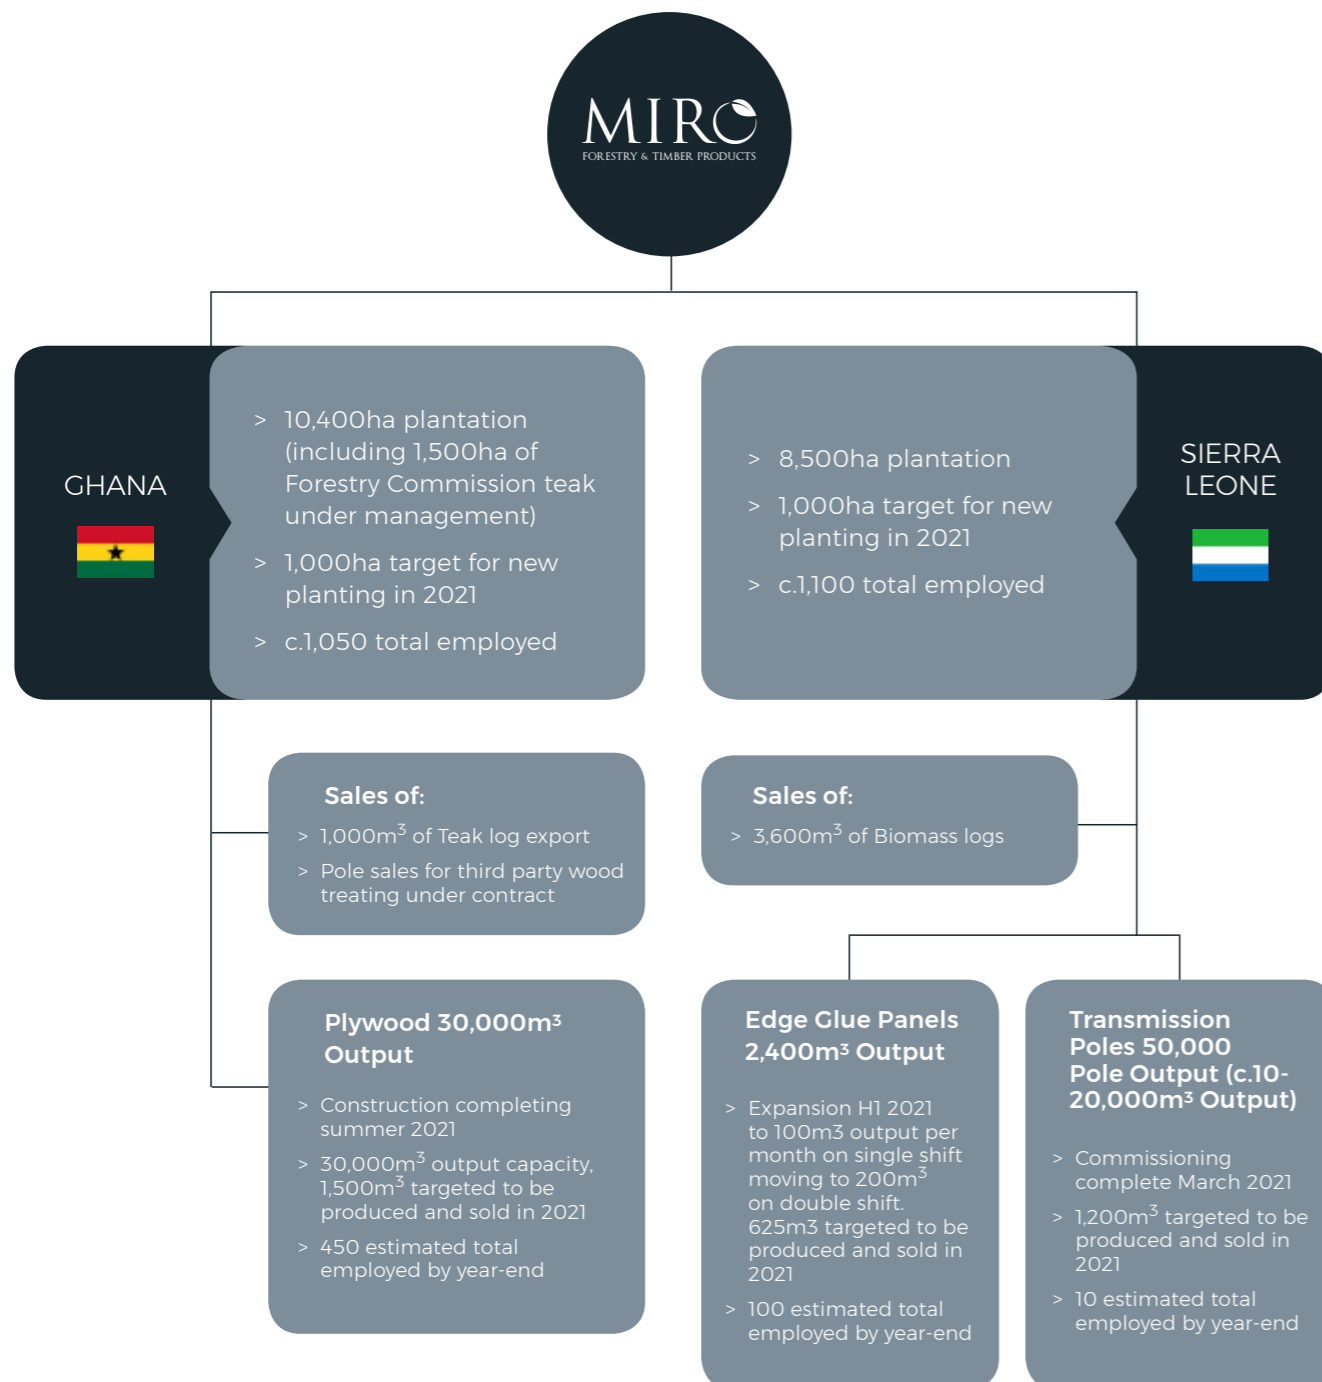 MIRO
FORESTRY & TIMBER PRODUCTS
GHANA
> 10,400ha plantation
(including 1,500ha of
Forestry Commission teak
under management)
> 1,000ha target for new
planting in 2021
> c.1,050 total employed
> 8,500ha plantation
> 1,000ha target for new
planting in 2021
> c.1,100 total employed
SIERRA
LEONE
Sales of:
> 1,000m³ of Teak log export
> Pole sales for third party wood
treating under contract
Sales of:
> 3,600m³ of Biomass logs
Plywood 30,000m³
Output
> Construction completing
summer 2021
> 30,000m³ output capacity,
1,500m³ targeted to be
produced and sold in 2021
> 450 estimated total
employed by year-end
Edge Glue Panels
2,400m³ Output
> Expansion H1 2021
to 100m3 output per
month on single shift
moving to 200m³
on double shift.
625m3 targeted to be
produced and sold in
2021
> 100 estimated total
employed by year-end
Transmission
Poles 50,000
Pole Output (c.10-
20,000m³ Output)
> Commissioning
complete March 2021
> 1,200m³ targeted to be
produced and sold in
2021
> 10 estimated total
employed by year-end